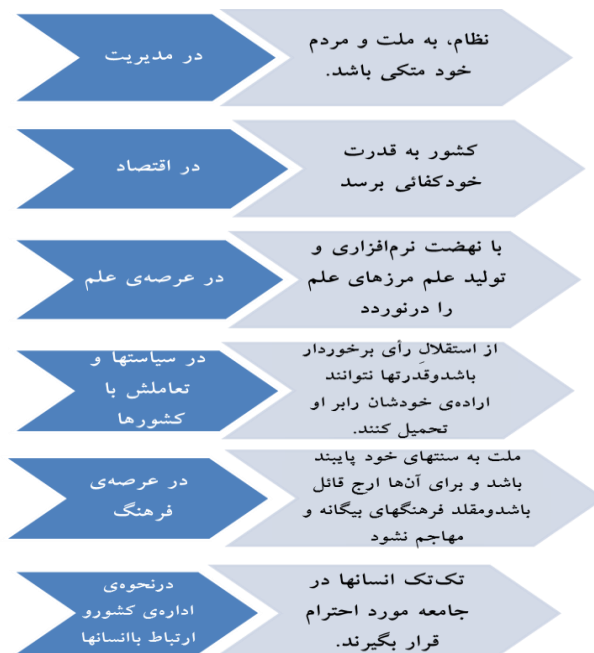 در مدیریت
نظام، به ملت و مردم
خود متکی باشد.
در اقتصاد
کشور به قدرت
خودکفائی برسد
در عرصه‌ی علم
با نهضت نرم‌افزاری و
تولید علم مرزهای علم
را درنوردد
در سیاستها و
تعاملش با
کشورها
از استقلالِ رأی برخوردار
باشدوقدرتها نتوانند
اراده‌ی خودشان رابر او
تحمیل کنند.
در عرصه‌ی
فرهنگ
ملت به سنتهای خود پایبند
باشد و برای آن‌ها ارج قائل
باشدومقلد فرهنگهای بیگانه و
مهاجم نشود
درنحوه‌ی
اداره‌ی کشورو
ارتباط باانسانها
تک‌تک انسانها در
جامعه مورد احترام
قرار بگیرند.